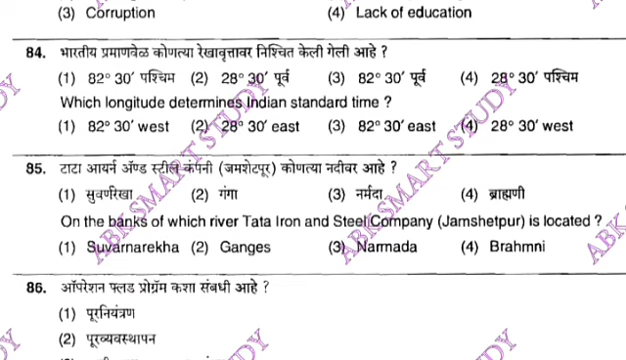 (3) Corruption (4) Lack of education
84. भारतीय प्रमाणवेळ कोणत्या रेखावृत्तावर निश्चित केली गेली आहे ?
(1) 82° 30′ पश्चिम (2) 28° 30′ पूर्व (3) 82° 30′ पूर्व (4) 28° 30′ पश्चिम
Which longitude determines Indian standard time ?
(1) 82° 30′ west (2) 28° 30′ east (3) 82° 30′ east (4) 28° 30′ west
85. टाटा आयर्न अ‍ॅण्ड स्टील कंपनी (जमशेटपूर) कोणत्या नदीवर आहे ?
(1) सुवर्णरेखा (2) गंगा (3) नर्मदा (4) ब्राह्मणी
On the banks of which river Tata Iron and Steel Company (Jamshetpur) is located ?
(1) Suvarnarekha (2) Ganges (3) Narmada (4) Brahmni
86. ऑपरेशन फ्लड प्रोग्रॅम कशा संबधी आहे ?
(1) पूरनियंत्रण
(2) पूरव्यवस्थापन
ABK SMART STUDY